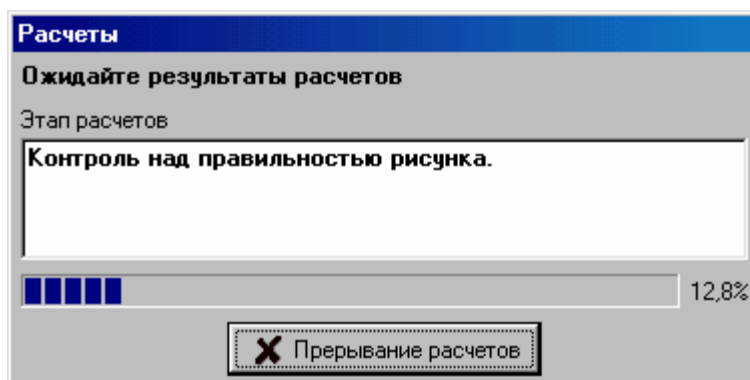 Расчеты
Ожидайте результаты расчетов
Этап расчетов
Контроль над правильностью рисунка.
12,8%
Прерывание расчетов